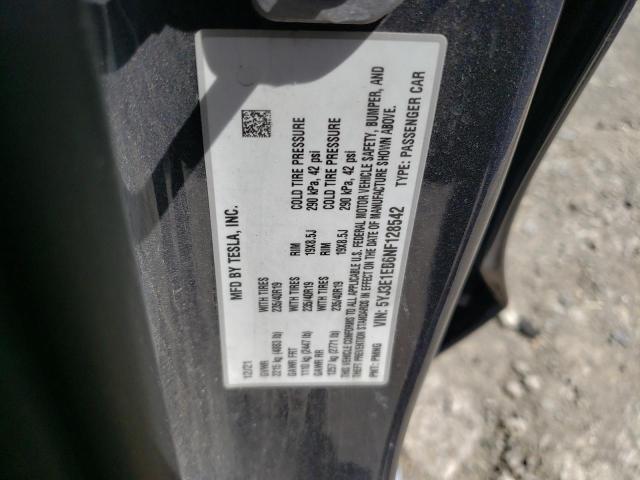 MFD BY TESLA, INC.
12/21
GVWR WITH TIRES RIM COLD TIRE PRESSURE
2215 kg (4883 lb) 235/40R19 19X8.5J 290 kPa, 42 psi
GAWR FRT WITH TIRES RIM COLD TIRE PRESSURE
1110 kg (2447 lb) 235/40R19 19X8.5J 290 kPa, 42 psi
GAWR RR
1257 kg (2771 lb) 235/40R19
THIS VEHICLE CONFORMS TO ALL APPLICABLE U.S. FEDERAL MOTOR VEHICLE SAFETY, BUMPER, AND
THEFT PREVENTION STANDARDS IN EFFECT ON THE DATE OF MANUFACTURE SHOWN ABOVE.
VIN: 5YJ3E1EB6NF128542
PNT: PMNG TYPE: PASSENGER CAR